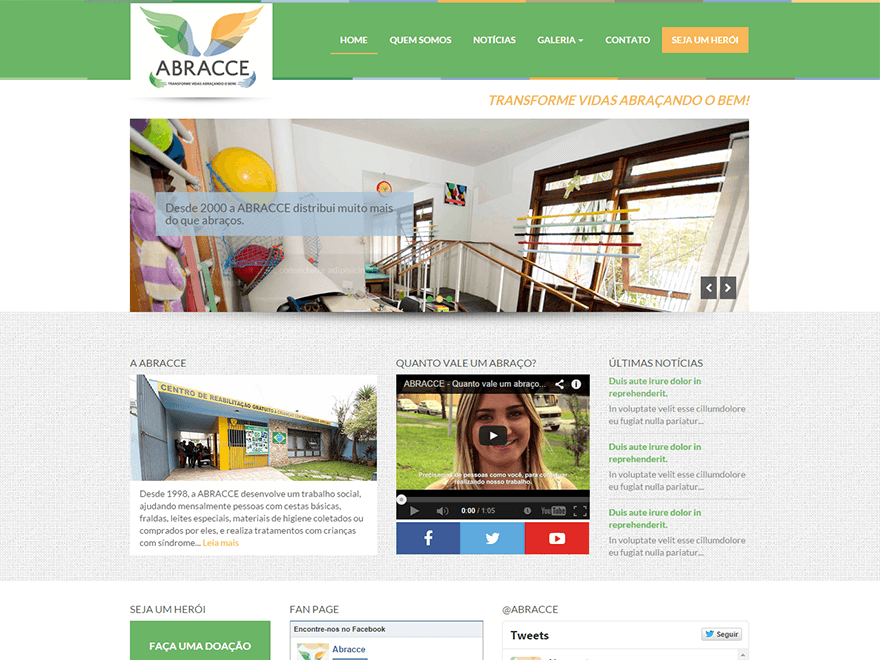 ABRACCE
TRANSFORME VIDAS ABRAÇANDO O BEM!
HOME
QUEM SOMOS
NOTÍCIAS
GALERIA
CONTATO
SEJA UM HERÓI
TRANSFORME VIDAS ABRAÇANDO O BEM!
Desde 2000 a ABRACCE distribui muito mais
do que abraços.
A ABRACCE
CENTRO DE REABILITAÇÃO GRATUITO A CRIANÇAS COM
Desde 1998, a ABRACCE desenvolve um trabalho social,
ajudando mensalmente pessoas com cestas básicas,
fraldas, leites especiais, materiais de higiene coletados ou
comprados por eles, e realiza tratamentos com crianças
com síndrome... Leia mais
QUANTO VALE UM ABRAÇO?
ABRACCE - Quanto vale um abraço...
Precisamos de pessoas como você, para continuar
realizando nosso trabalho.
0:00 / 1:05
YouTube
ÚLTIMAS NOTÍCIAS
Duis aute irure dolor in
reprehenderit.
In voluptate velit esse cillumdolore
eu fugiat nulla pariatur...
Duis aute irure dolor in
reprehenderit.
In voluptate velit esse cillumdolore
eu fugiat nulla pariatur...
Duis aute irure dolor in
reprehenderit.
In voluptate velit esse cillumdolore
eu fugiat nulla pariatur...
SEJA UM HERÓI
FAÇA UMA DOAÇÃO
FAN PAGE
Encontre-nos no Facebook
Abracce
@ABRACCE
Tweets
Seguir